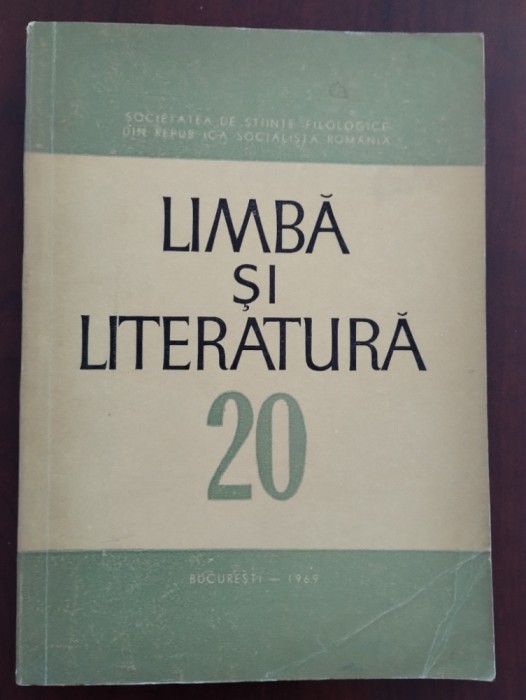 SOCIETATEA DE ȘTIINȚE FILOLOGICE
DIN REPUBLICA SOCIALISTĂ ROMÂNIA
LIMBĂ
ȘI
LITERATURĂ
20
BUCUREȘTI — 1969